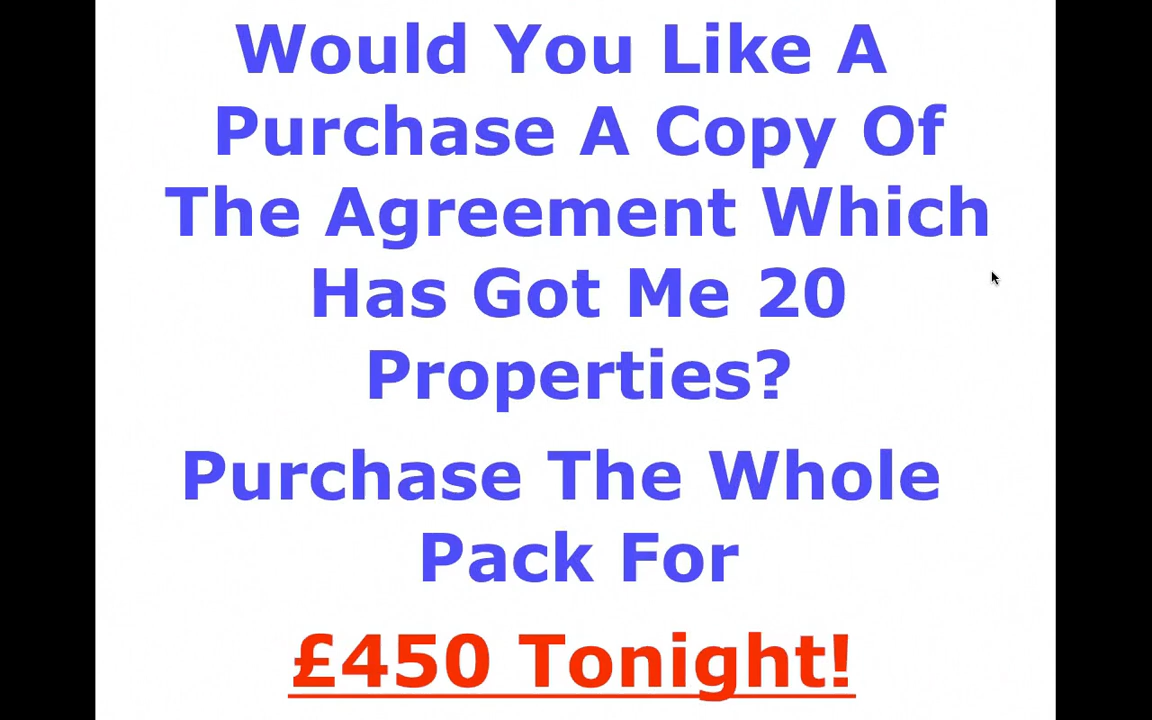 Would You Like A
Purchase A Copy Of
The Agreement Which
Has Got Me 20
Properties?
Purchase The Whole
Pack For
£450 Tonight!